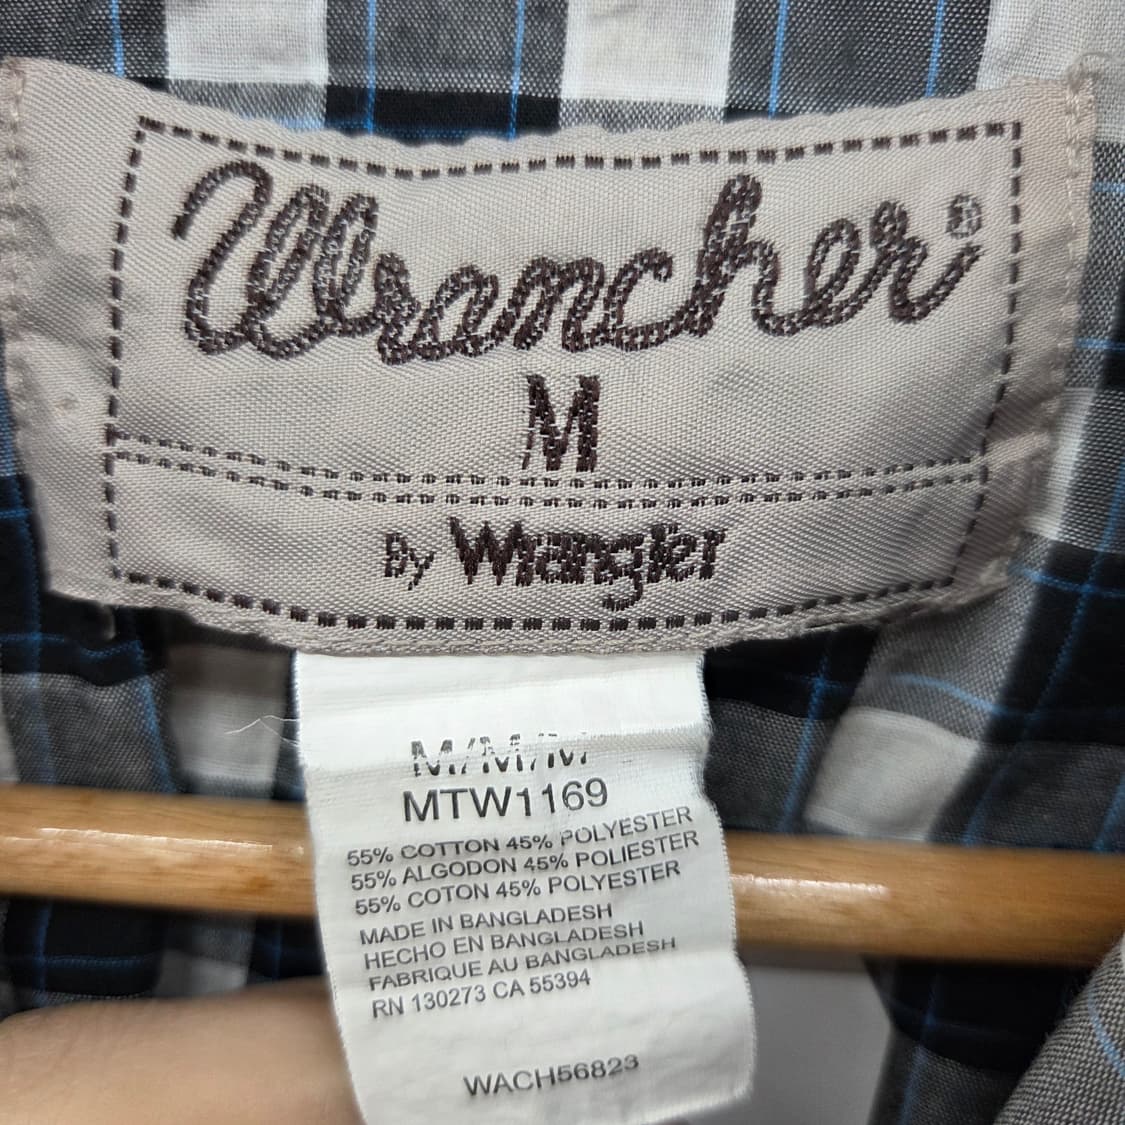 Wrancher®
M
By Wrangler
M/M/M
MTW1169
55% COTTON 45% POLYESTER
55% ALGODON 45% POLIESTER
55% COTON 45% POLYESTER
MADE IN BANGLADESH
HECHO EN BANGLADESH
FABRIQUE AU BANGLADESH
RN 130273 CA 55394
WACH56823